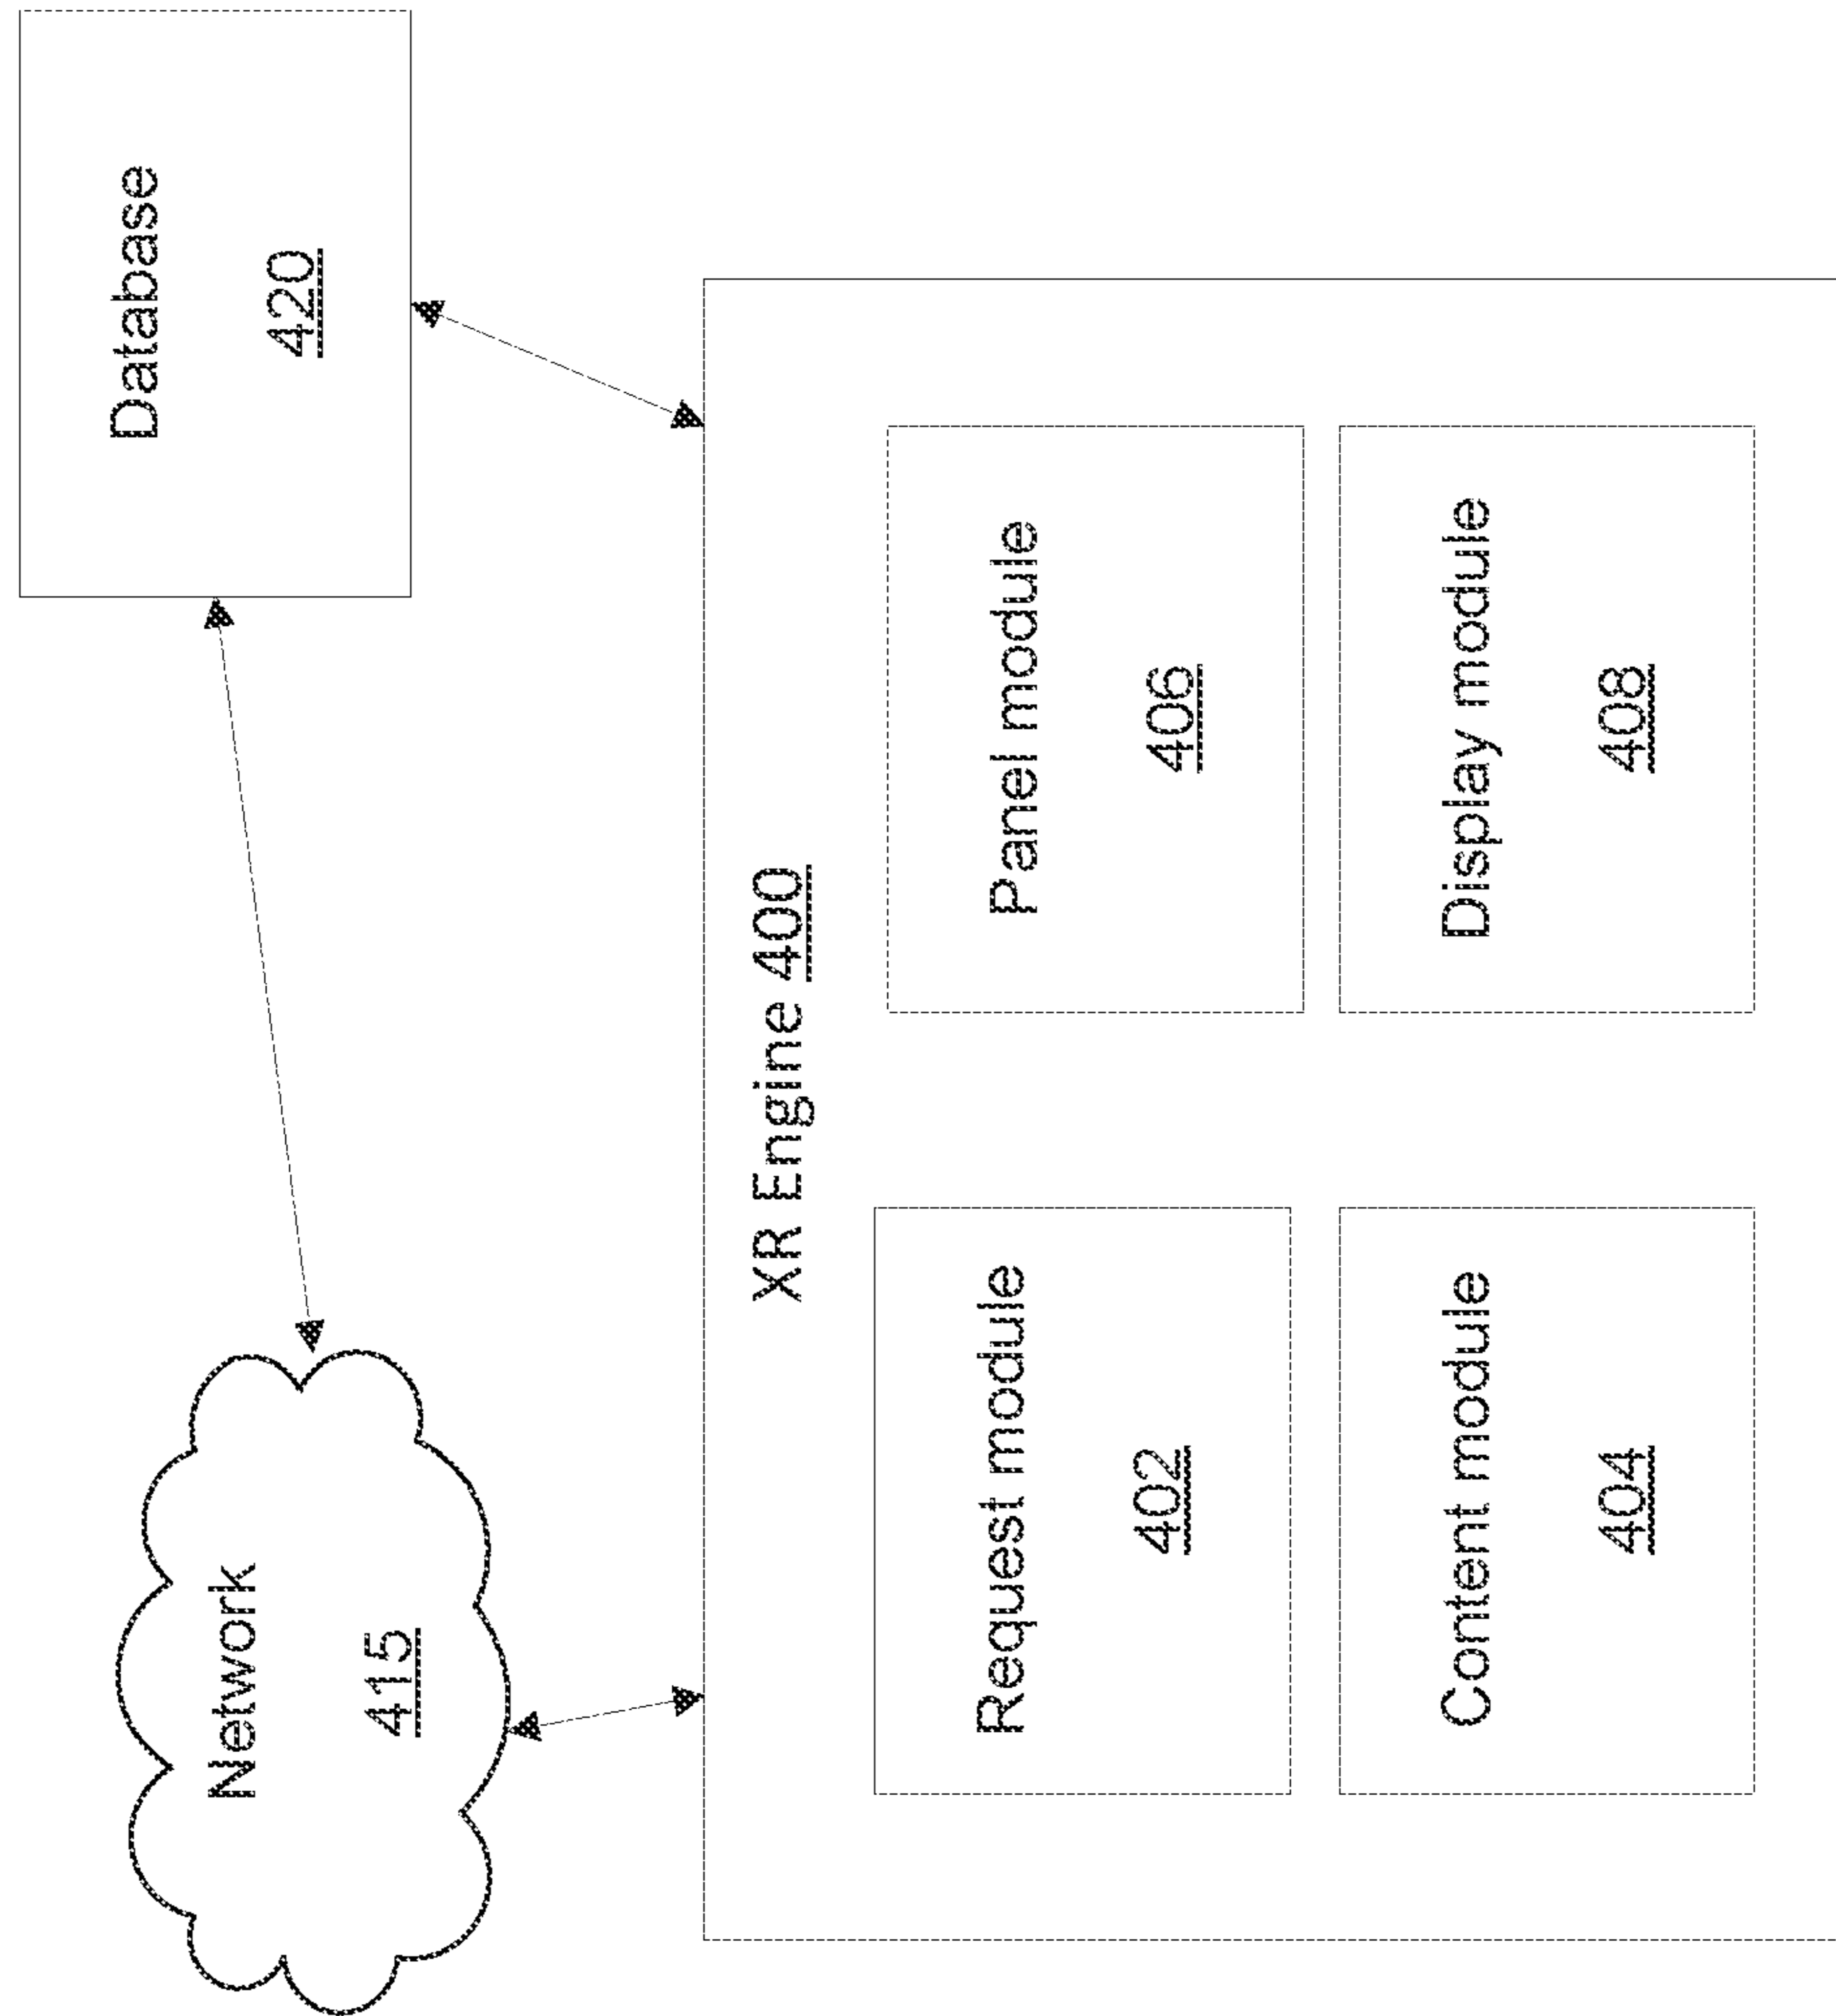 Network
415
Database
420
XR Engine 400
Request module
402
Panel module
406
Content module
404
Display module
408